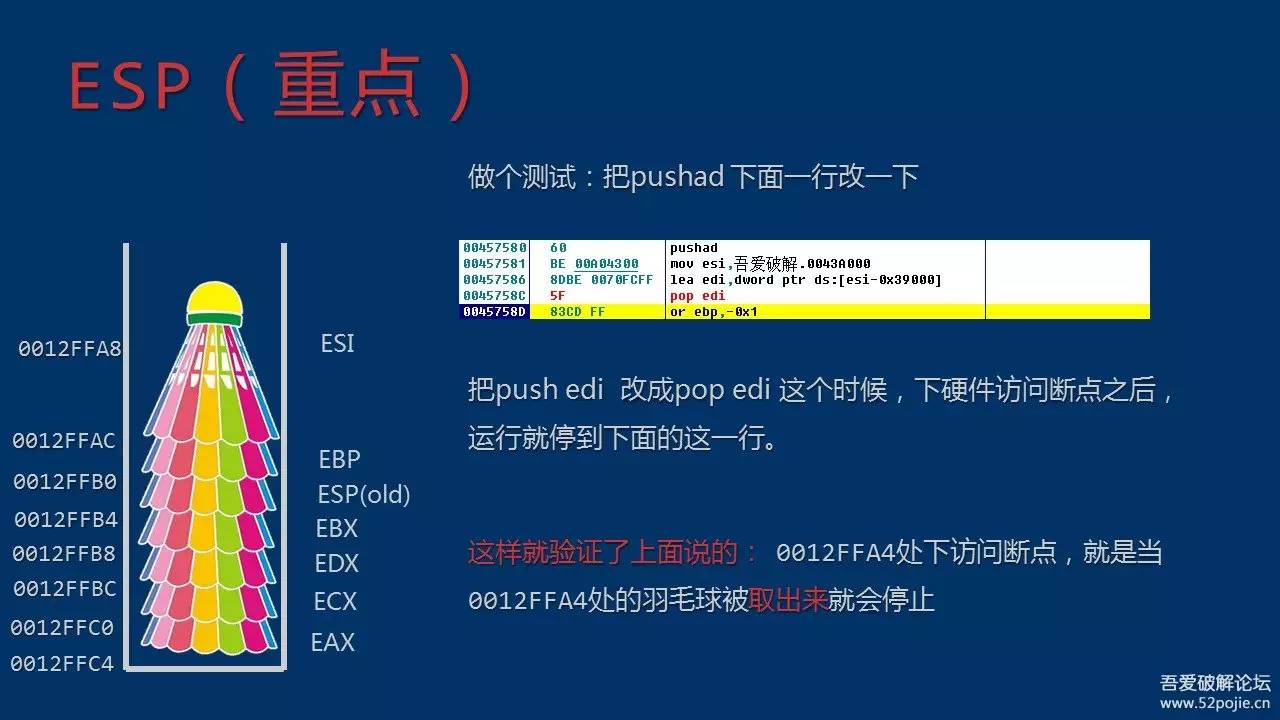 ESP（重点）
做个测试：把pushad 下面一行改一下
00457580 60 pushad
00457581 BE 00A04300 mov esi,吾爱破解.0043A000
00457586 8DBE 0070FCFF lea edi,dword ptr ds:[esi-0x39000]
0045758C 5F pop edi
0045758D 83CD FF or ebp,-0x1
0012FFA8 ESI
0012FFAC EBP
0012FFB0 ESP(old)
0012FFB4 EBX
0012FFB8 EDX
0012FFBC ECX
0012FFC0 EAX
0012FFC4
把push edi 改成pop edi 这个时候，下硬件访问断点之后，
运行就停到下面的这一行。
这样就验证了上面说的： 0012FFA4处下访问断点，就是当
0012FFA4处的羽毛球被取出来就会停止
吾爱破解论坛
www.52pojie.cn